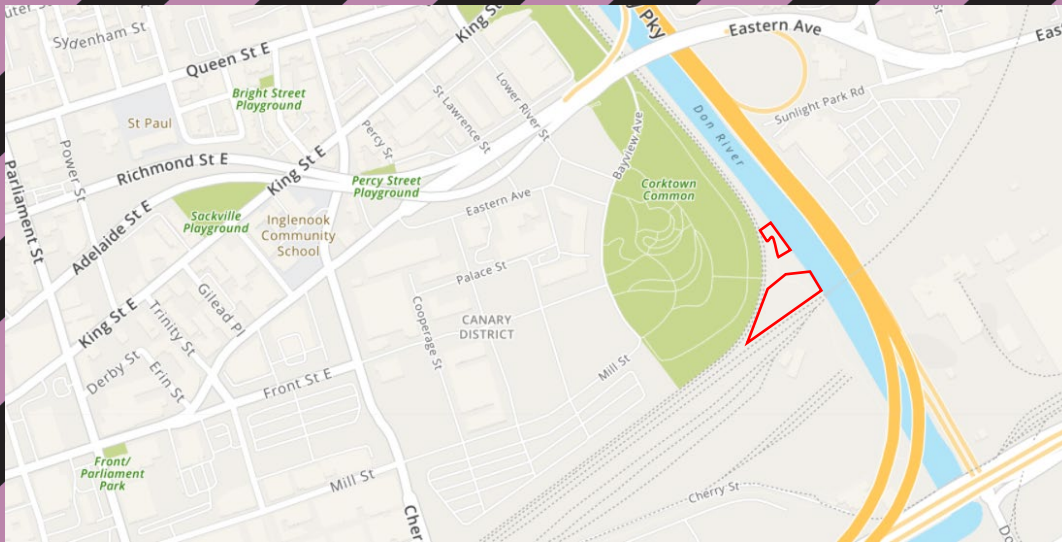 uter St
Sydenham St
Queen St E
King St E
Pky
Eastern Ave
East
Bright Street
Playground
St Lawrence St
Lower River St
Sunlight Park Rd
Don River
St Paul
Percy St
Bayview Ave
Power St
Richmond St E
King St E
Percy Street
Playground
Corktown
Common
Parliament St
Adelaide St E
Sackville
Playground
Inglenook
Community
School
Eastern Ave
Palace St
Gilead Pl
Trinity St
Cooperage St
CANARY
DISTRICT
King St E
Derby St
Erin St
Front St E
Mill St
Front/
Parliament
Park
Mill St
Cherry St
Cher
Do